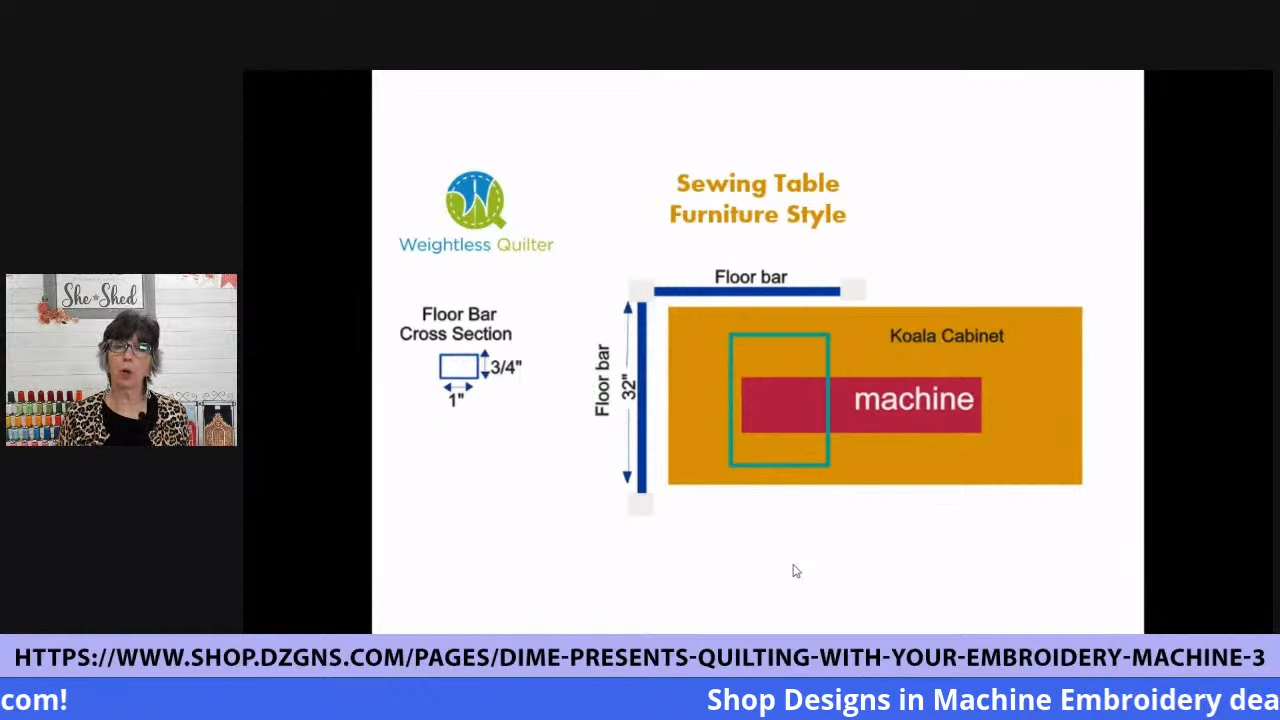 Sewing Table
Furniture Style
W
Weightless Quilter
Floor bar
Floor Bar
Cross Section
3/4"
1"
Floor bar
32"
Koala Cabinet
machine
She Shed
HTTPS://WWW.SHOP.DZGNS.COM/PAGES/DIME-PRESENTS-QUILTING-WITH-YOUR-EMBROIDERY-MACHINE-3
com! Shop Designs in Machine Embroidery dea